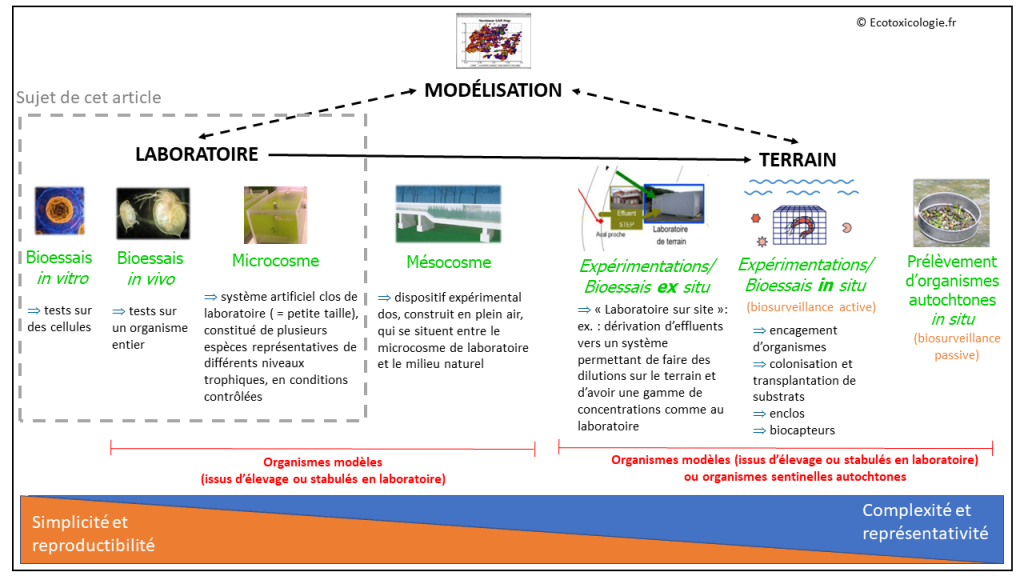 © Ecotoxicologie.fr
MODÉLISATION
Sujet de cet article
LABORATOIRE
TERRAIN
Bioessais
in vitro
⇒ tests sur
des cellules
Bioessais
in vivo
⇒ tests sur
un organisme
entier
Microcosme
⇒ système artificiel clos de
laboratoire ( = petite taille),
constitué de plusieurs
espèces représentatives de
différents niveaux
trophiques, en conditions
contrôlées
Mésocosme
⇒ dispositif expérimental
dos, construit en plein air,
qui se situent entre le
microcosme de laboratoire
et le milieu naturel
Effluent
STEP
Aval proche
Laboratoire
de terrain
Expérimentations/
Bioessais ex situ
⇒ « Laboratoire sur site »:
ex. : dérivation d’effluents
vers un système
permettant de faire des
dilutions sur le terrain et
d’avoir une gamme de
concentrations comme au
laboratoire
Expérimentations/
Bioessais in situ
(biosurveillance active)
⇒ encagement
d’organismes
⇒ colonisation et
transplantation de
substrats
⇒ enclos
⇒ biocapteurs
Prélèvement
d’organismes
autochtones
in situ
(biosurveillance
passive)
Organismes modèles
(issus d’élevage ou stabulés en laboratoire)
Organismes modèles (issus d’élevage ou stabulés en laboratoire)
ou organismes sentinelles autochtones
Simplicité et
reproductibilité
Complexité et
représentativité